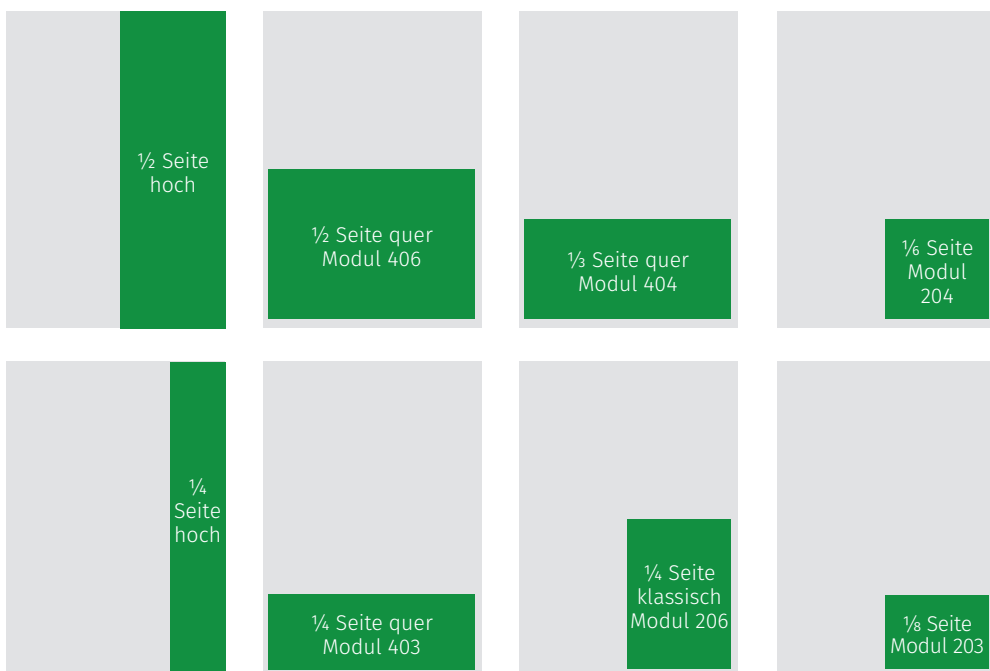 ½ Seite
hoch
½ Seite quer
Modul 406
⅓ Seite quer
Modul 404
⅙ Seite
Modul
204
¼
Seite
hoch
¼ Seite quer
Modul 403
¼ Seite
klassisch
Modul 206
⅛ Seite
Modul 203